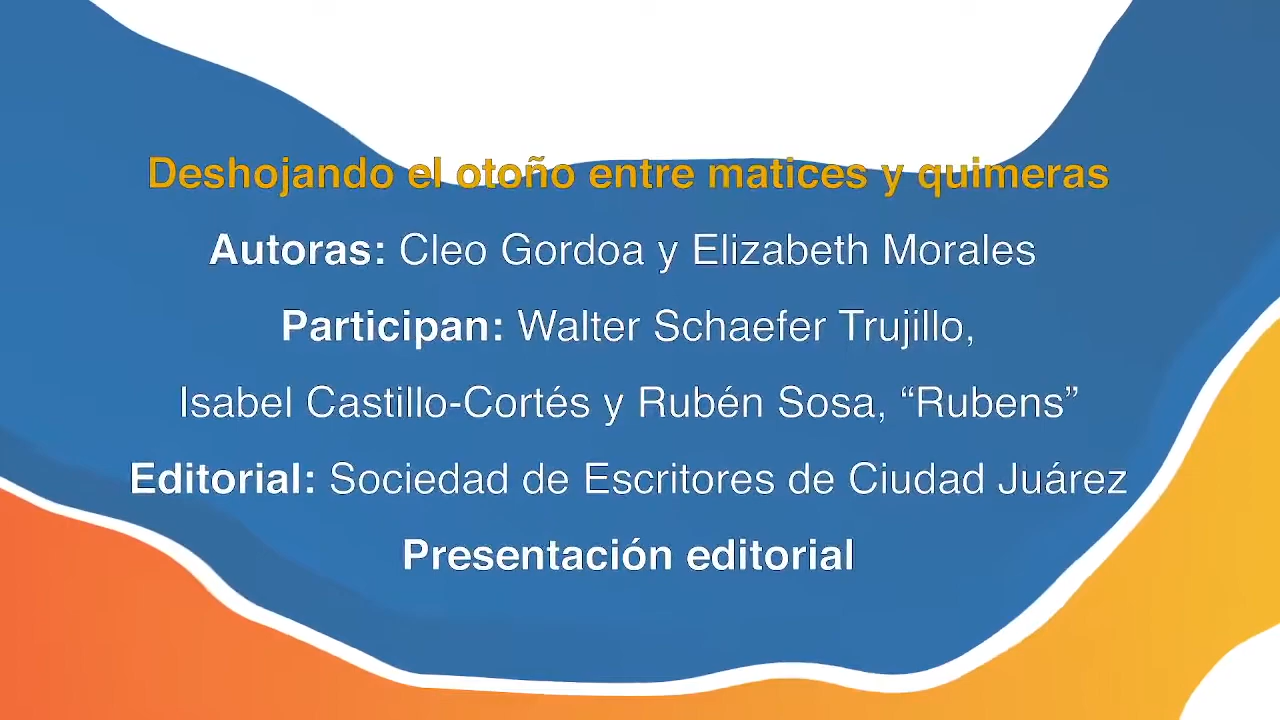 Deshojando el otoño entre matices y quimeras
Autoras: Cleo Gordoa y Elizabeth Morales
Participan: Walter Schaefer Trujillo,
Isabel Castillo-Cortés y Rubén Sosa, “Rubens”
Editorial: Sociedad de Escritores de Ciudad Juárez
Presentación editorial